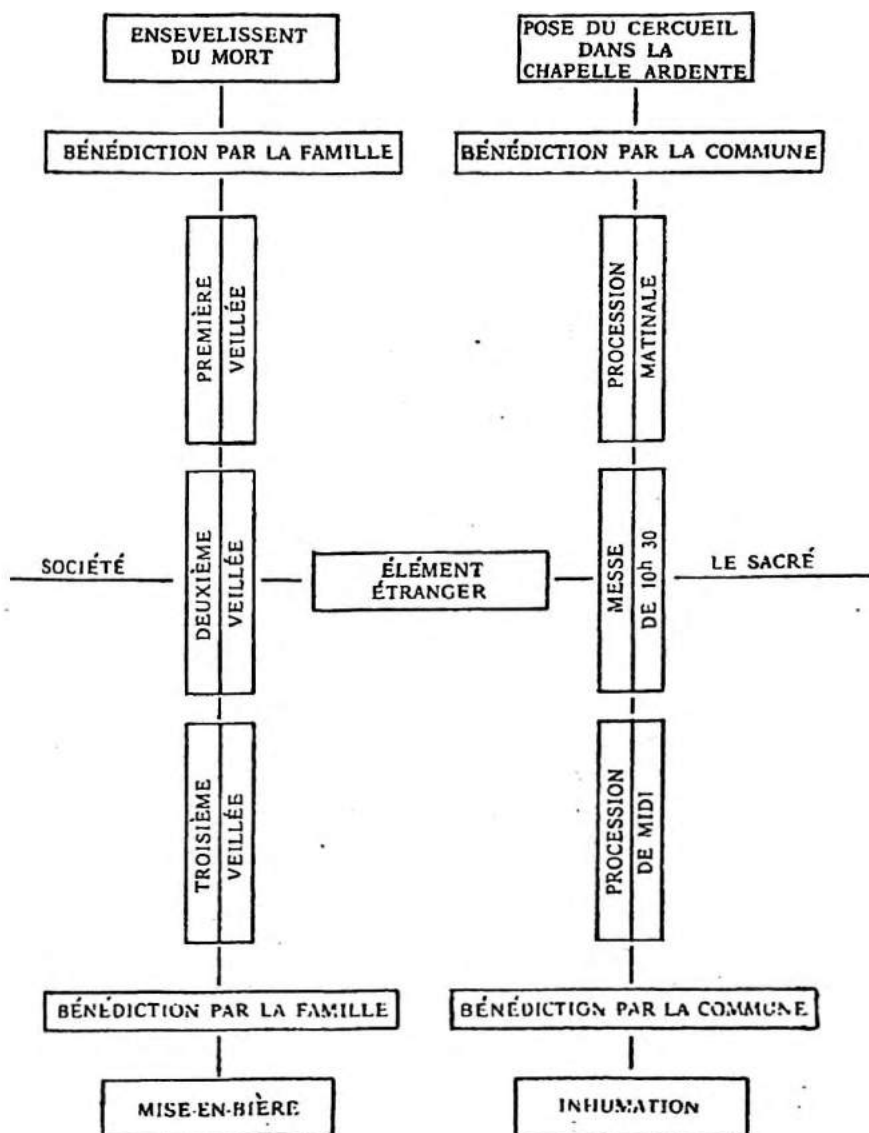 ENSEVELISSENT
DU MORT
POSE DU CERCUEIL
DANS LA
CHAPELLE ARDENTE
BÉNÉDICTION PAR LA FAMILLE
BÉNÉDICTION PAR LA COMMUNE
PREMIÈRE
VEILLÉE
PROCESSION
MATINALE
SOCIÉTÉ
DEUXIÈME
VEILLÉE
ÉLÉMENT
ÉTRANGER
MESSE
DE 10h 30
LE SACRÉ
TROISIÈME
VEILLÉE
PROCESSION
DE MIDI
BÉNÉDICTION PAR LA FAMILLE
BÉNÉDICTION PAR LA COMMUNE
MISE-EN-BIÈRE
INHUMATION